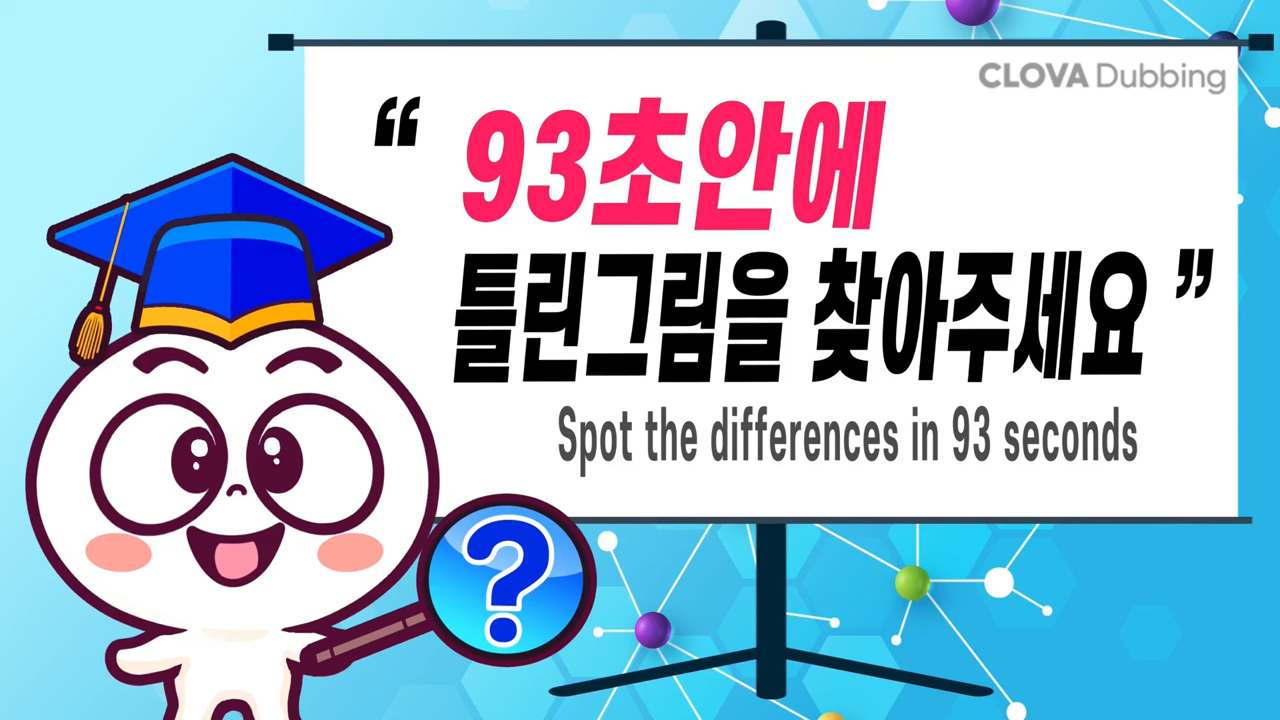 CLOVA Dubbing
“ 93초안에
틀린그림을 찾아주세요 ”
Spot the differences in 93 seconds
?